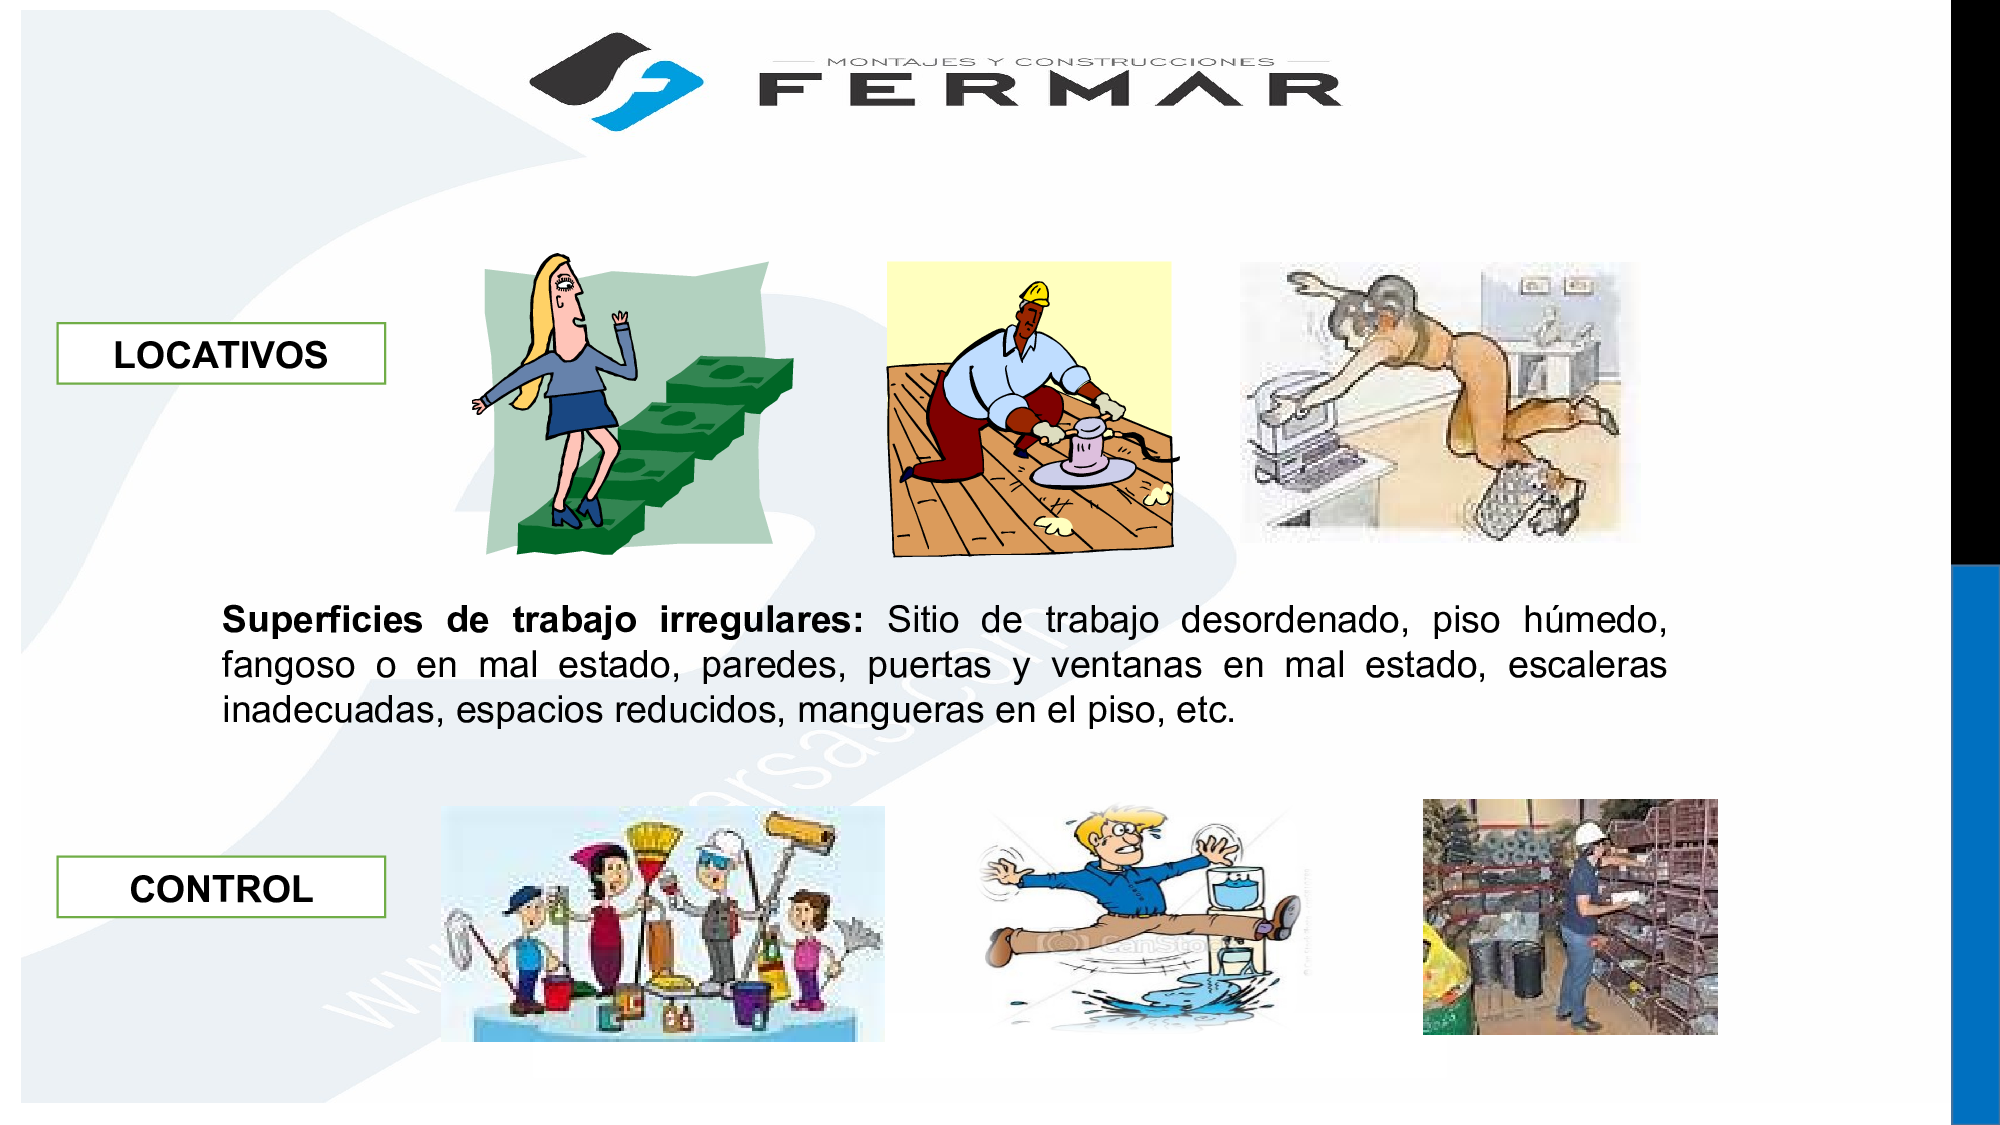 MONTAJES Y CONSTRUCCIONES
FERMAR
LOCATIVOS
Superficies de trabajo irregulares: Sitio de trabajo desordenado, piso húmedo,
fangoso o en mal estado, paredes, puertas y ventanas en mal estado, escaleras
inadecuadas, espacios reducidos, mangueras en el piso, etc.
CONTROL
CanStoc